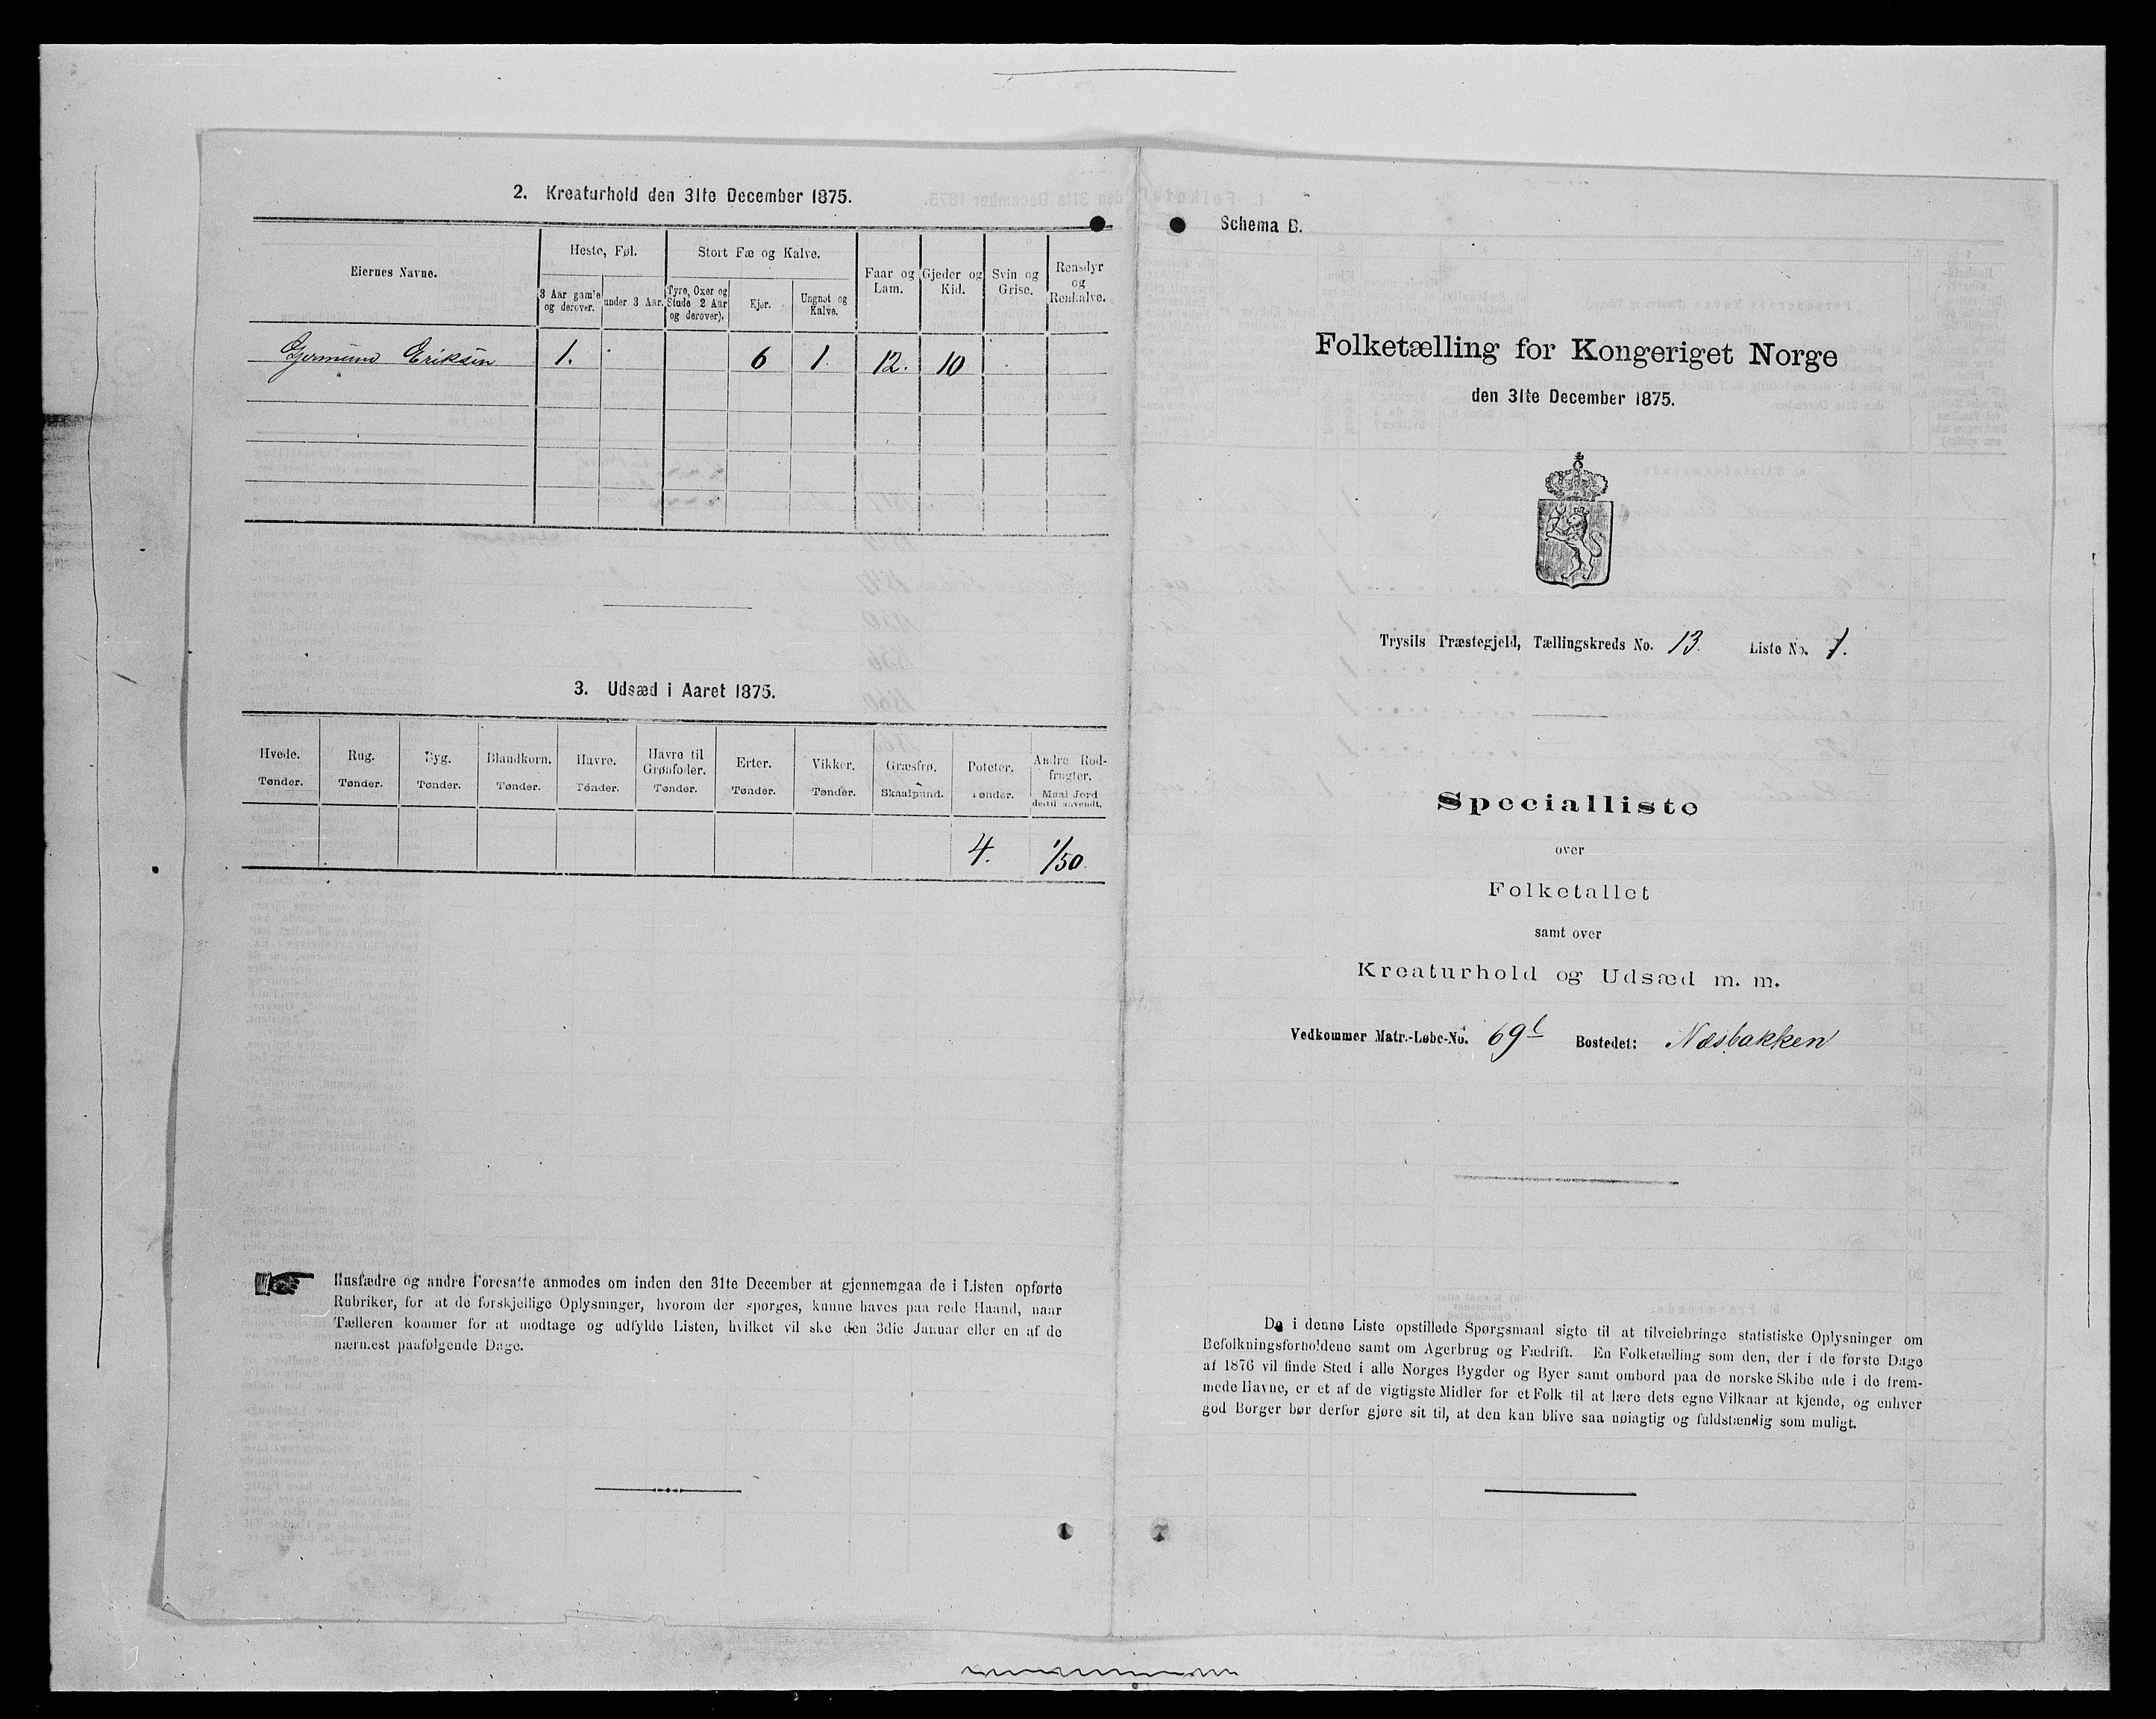 2. Kreaturhold den 31te December 1875.
Eiernes Navne.
Heste, Føl.
Stort Fæ og Kalve.
3 Aar gamle og derover.
under 3 Aar.
Tyre, Oxer og Stude 2 Aar og derover).
Kjør.
Ungnøt og Kalve.
Faar og Lam.
Gjeder og Kid.
Svin og Grise.
Rensdyr og Renkalve.
Gjermund Eriksen 1. 6 1. 12. 10
3. Udsæd i Aaret 1875.
Hvede. Tønder.
Rug. Tønder.
Byg. Tønder.
Blandkorn. Tønder.
Havre. Tønder.
Havre til Grønfoder. Tønder.
Erter. Tønder.
Vikker. Tønder.
Græsfrø. Skaalpund.
Poteter. Tønder.
Andre Rodfrugter. Maal Jord dertil anvendt.
4. 1/50.
Husfædre og andre Foresatte anmodes om inden den 31te December at gjennemgaa de i Listen opførte
Rubriker, for at de forskjellige Oplysninger, hvorom der spørges, kunne haves paa rede Haand, naar
Tælleren kommer for at modtage og udfylde Listen, hvilket vil ske den 3die Januar eller en af de
nærmest paafølgende Dage.
Schema B.
Folketælling for Kongeriget Norge
den 31te December 1875.
Trysils Præstegjeld, Tællingskreds No. 13. Liste No. 1.
Specialliste
over
Folketallet
samt over
Kreaturhold og Udsæd m. m.
Vedkommer Matr.-Løbe-No. 69b Bostedet: Næsbakken
De i denne Liste opstillede Spørgsmaal sigte til at tilveiebringe statistiske Oplysninger om
Befolkningsforholdene samt om Agerbrug og Fædrift. En Folketælling som den, der i de første Dage
af 1876 vil finde Sted i alle Norges Bygder og Byer samt ombord paa de norske Skibe ude i de frem-
mede Havne, er et af de vigtigste Midler for et Folk til at lære dets egne Vilkaar at kjende, og enhver
god Borger bør derfor gjøre sit til, at den kan blive saa nøiagtig og fuldstændig som muligt.